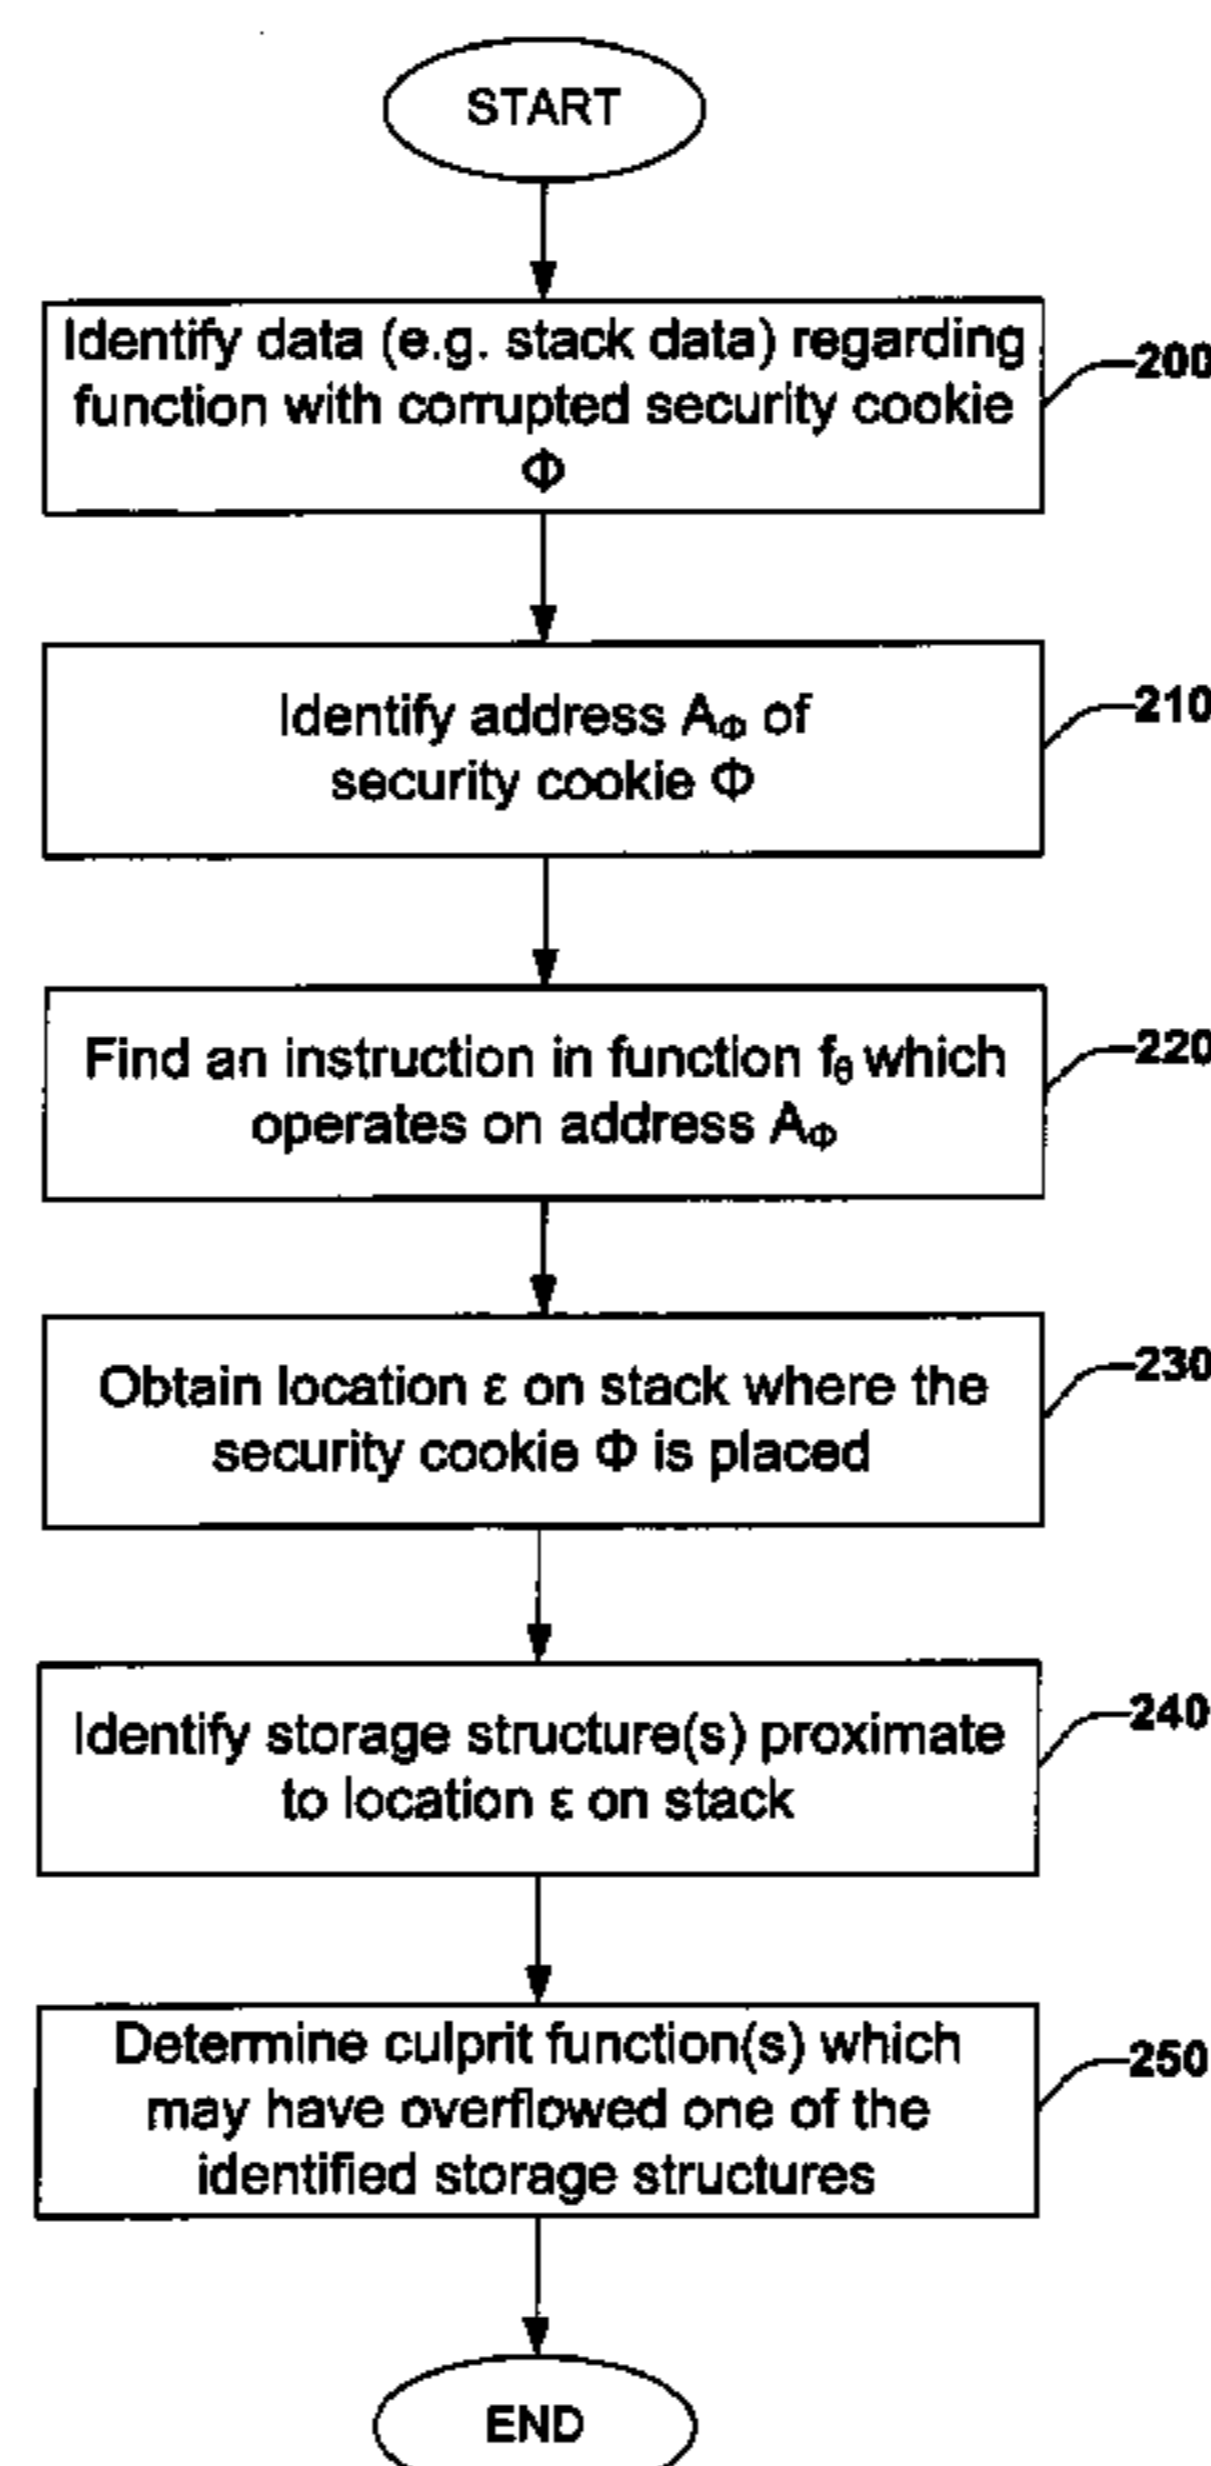 START
Identify data (e.g. stack data) regarding
function with corrupted security cookie
Φ
200
Identify address AΦ of
security cookie Φ
210
Find an instruction in function fθ which
operates on address AΦ
220
Obtain location ε on stack where the
security cookie Φ is placed
230
Identify storage structure(s) proximate
to location ε on stack
240
Determine culprit function(s) which
may have overflowed one of the
identified storage structures
250
END